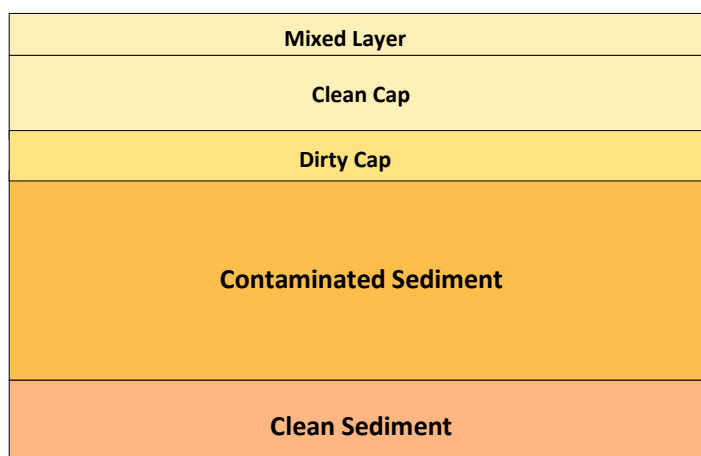 Mixed Layer
Clean Cap
Dirty Cap
Contaminated Sediment
Clean Sediment